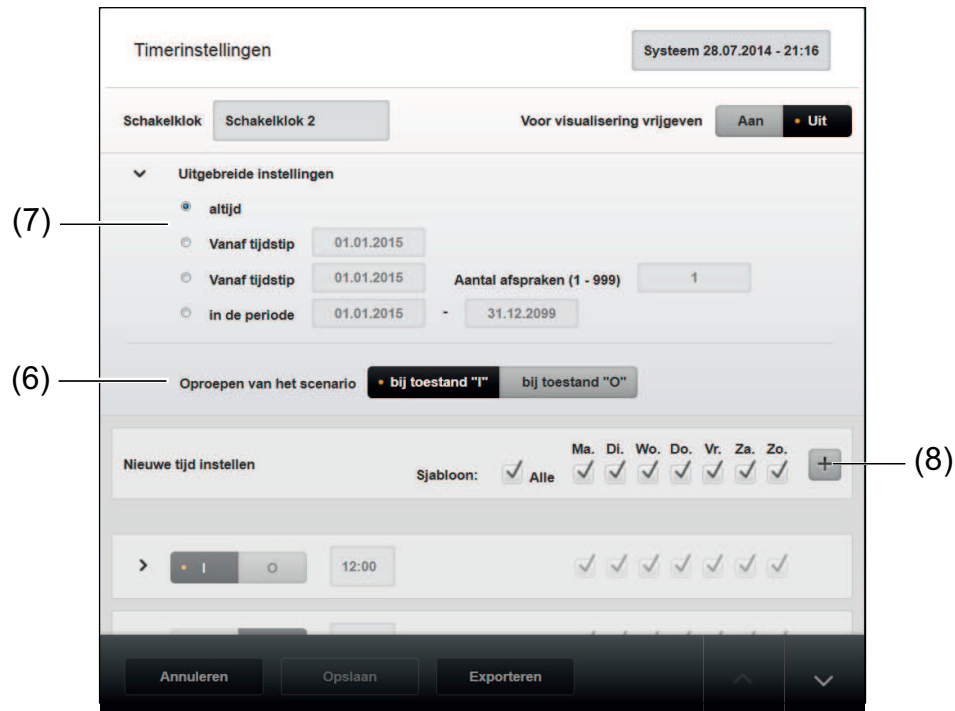 Timerinstellingen
Systeem 28.07.2014 - 21:16
Schakelklok Schakelklok 2 Voor visualisering vrijgeven Aan Uit
Uitgebreide instellingen
(7)
altijd
Vanaf tijdstip 01.01.2015
Vanaf tijdstip 01.01.2015 Aantal afspraken (1 - 999) 1
in de periode 01.01.2015 - 31.12.2099
(6)
Oproepen van het scenario bij toestand "I" bij toestand "O"
Ma. Di. Wo. Do. Vr. Za. Zo.
Nieuwe tijd instellen Sjabloon: Alle +
(8)
I O 12:00
Annuleren Opslaan Exporteren